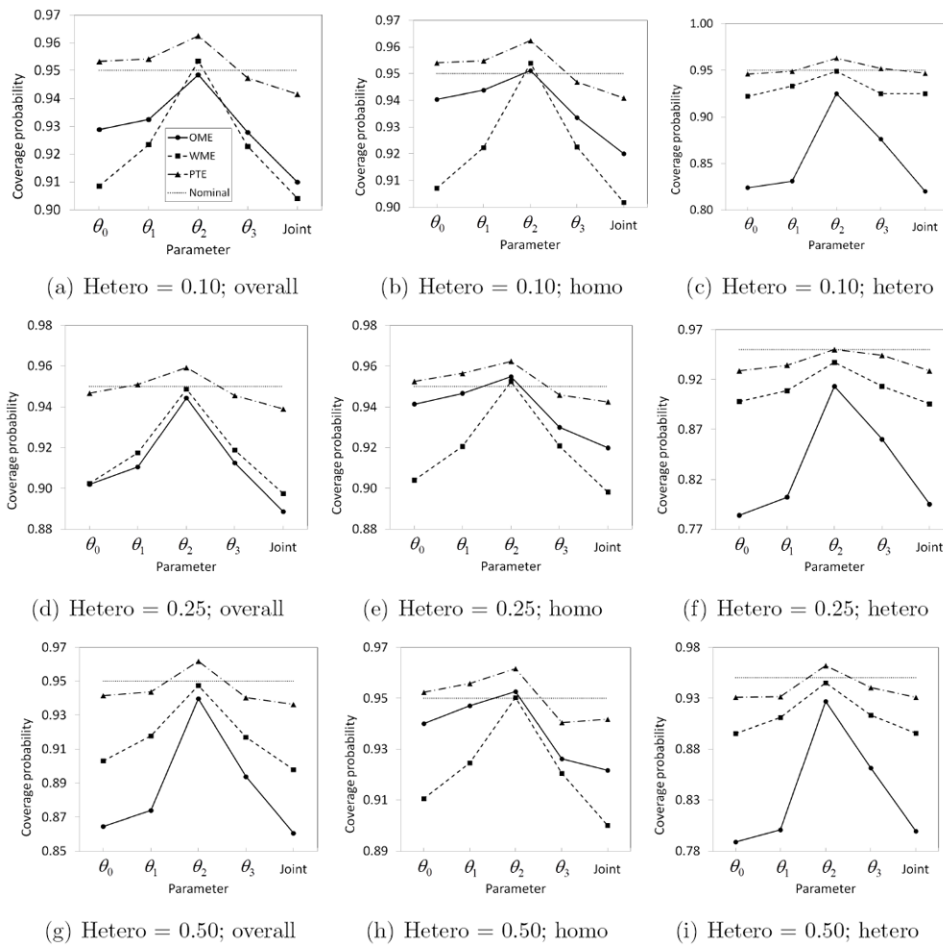 0.97
0.96
0.95
0.94
0.93
0.92
0.91
0.90
Coverage probability
OME
WME
PTE
Nominal
θ0 θ1 θ2 θ3 Joint
Parameter
(a) Hetero = 0.10; overall
0.97
0.96
0.95
0.94
0.93
0.92
0.91
0.90
Coverage probability
θ0 θ1 θ2 θ3 Joint
Parameter
(b) Hetero = 0.10; homo
1.00
0.95
0.90
0.85
0.80
Coverage probability
θ0 θ1 θ2 θ3 Joint
Parameter
(c) Hetero = 0.10; hetero
0.98
0.96
0.94
0.92
0.90
0.88
Coverage probability
θ0 θ1 θ2 θ3 Joint
Parameter
(d) Hetero = 0.25; overall
0.98
0.96
0.94
0.92
0.90
0.88
Coverage probability
θ0 θ1 θ2 θ3 Joint
Parameter
(e) Hetero = 0.25; homo
0.97
0.92
0.87
0.82
0.77
Coverage probability
θ0 θ1 θ2 θ3 Joint
Parameter
(f) Hetero = 0.25; hetero
0.97
0.95
0.93
0.91
0.89
0.87
0.85
Coverage probability
θ0 θ1 θ2 θ3 Joint
Parameter
(g) Hetero = 0.50; overall
0.97
0.95
0.93
0.91
0.89
Coverage probability
θ0 θ1 θ2 θ3 Joint
Parameter
(h) Hetero = 0.50; homo
0.98
0.93
0.88
0.83
0.78
Coverage probability
θ0 θ1 θ2 θ3 Joint
Parameter
(i) Hetero = 0.50; hetero